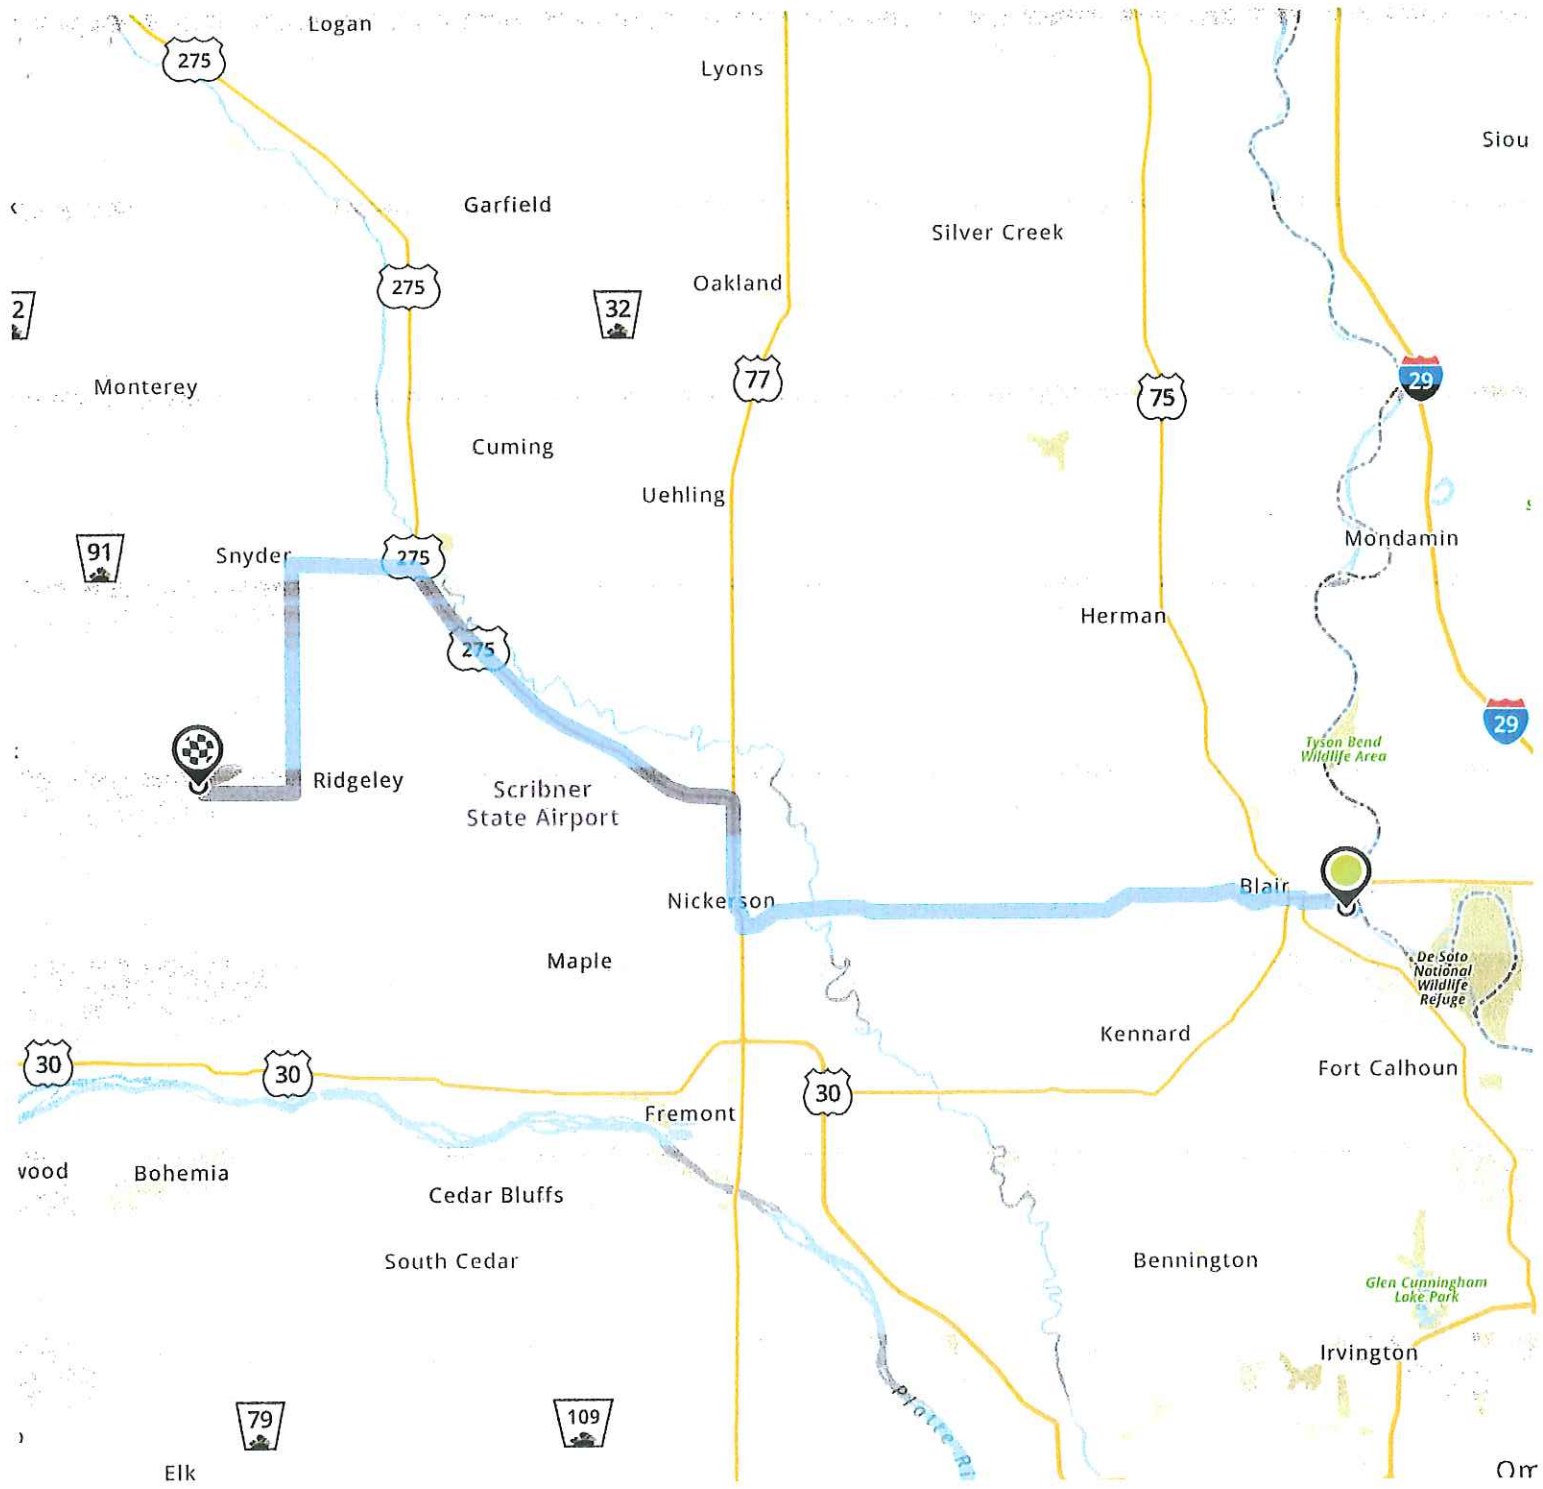 Logan
275
Lyons
Siou
Garfield
Silver Creek
275
Oakland
2
32
77
29
Monterey
75
Cuming
Uehling
Mondamin
91
Snyder
275
Herman
275
29
Tyson Bend
Wildlife Area
Ridgeley
Scribner
State Airport
Blair
Nickerson
Maple
De Soto
National
Wildlife
Refuge
Kennard
30
30
Fort Calhoun
30
Fremont
wood
Bohemia
Cedar Bluffs
South Cedar
Bennington
Glen Cunningham
Lake Park
Irvington
Platte Ri
79
109
Elk
Om